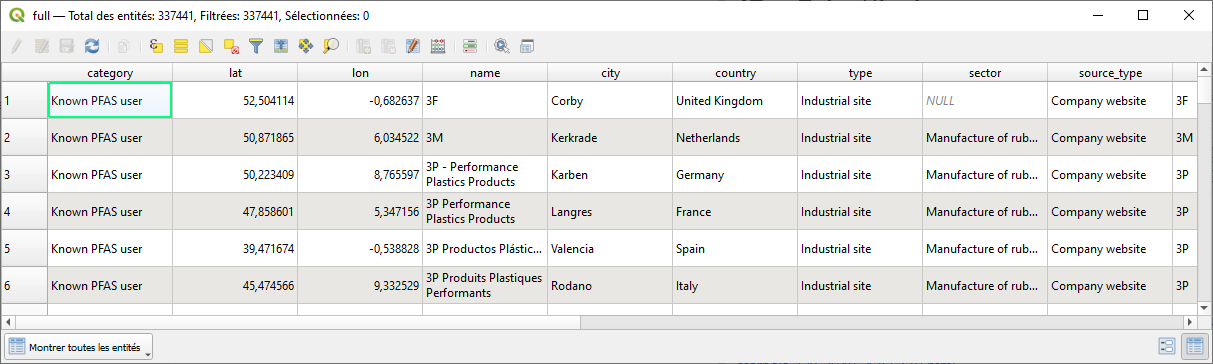 full — Total des entités: 337441, Filtrées: 337441, Sélectionnées: 0
category lat lon name city country type sector source_type
1 Known PFAS user 52,504114 -0,682637 3F Corby United Kingdom Industrial site NULL Company website 3F
2 Known PFAS user 50,871865 6,034522 3M Kerkrade Netherlands Industrial site Manufacture of rub... Company website 3M
3 Known PFAS user 50,223409 8,765597 3P - Performance Plastics Products Karben Germany Industrial site Manufacture of rub... Company website 3P
4 Known PFAS user 47,858601 5,347156 3P Performance Plastics Products Langres France Industrial site Manufacture of rub... Company website 3P
5 Known PFAS user 39,471674 -0,538828 3P Productos Plástic... Valencia Spain Industrial site Manufacture of rub... Company website 3P
6 Known PFAS user 45,474566 9,332529 3P Produits Plastiques Performants Rodano Italy Industrial site Manufacture of rub... Company website 3P
Montrer toutes les entités